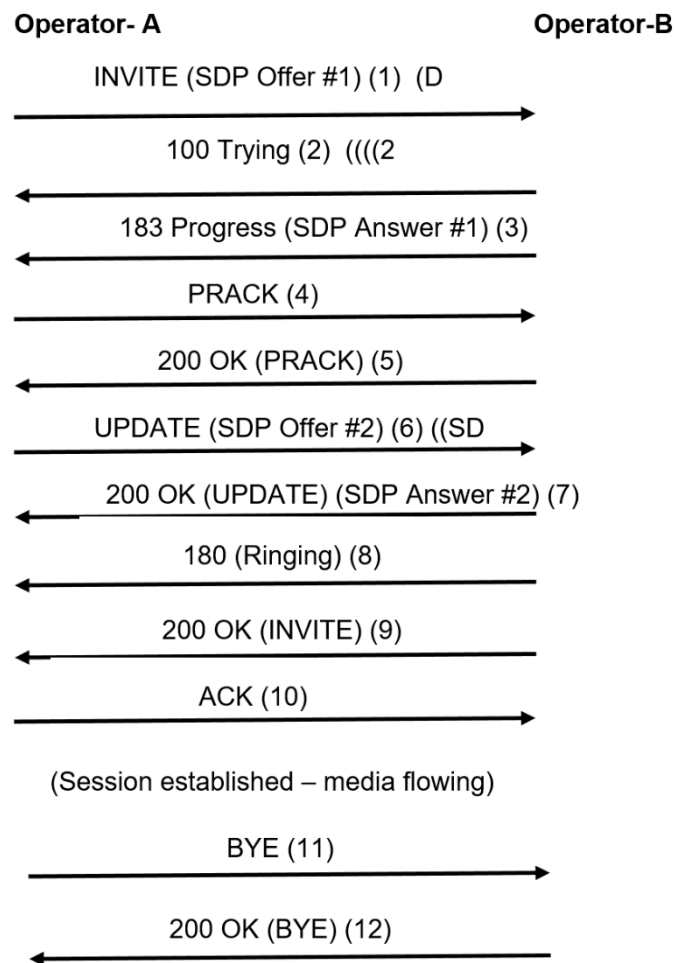 Operator- A Operator-B
INVITE (SDP Offer #1) (1) (D
100 Trying (2) ((((2
183 Progress (SDP Answer #1) (3)
PRACK (4)
200 OK (PRACK) (5)
UPDATE (SDP Offer #2) (6) ((SD
200 OK (UPDATE) (SDP Answer #2) (7)
180 (Ringing) (8)
200 OK (INVITE) (9)
ACK (10)
(Session established – media flowing)
BYE (11)
200 OK (BYE) (12)